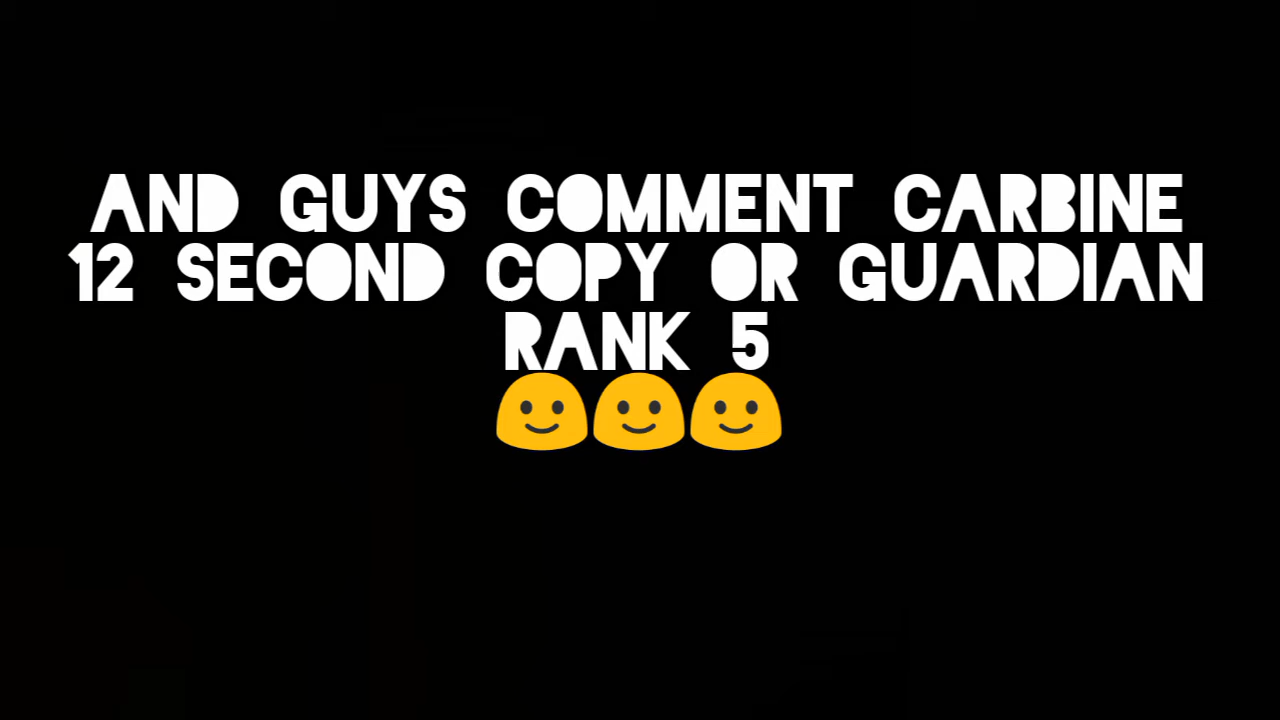 AND GUYS COMMENT CARBINE
12 SECOND COPY OR GUARDIAN
RANK 5
🙂🙂🙂